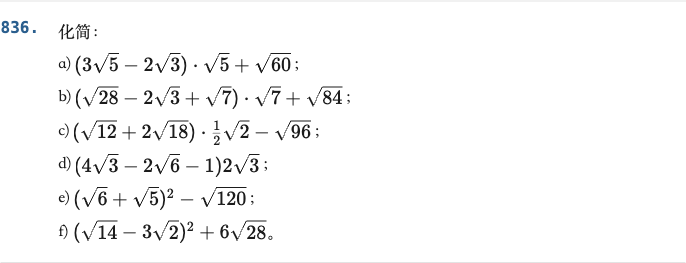 836. 化简：
a) (3√5 − 2√3) · √5 + √60 ;
b) (√28 − 2√3 + √7) · √7 + √84 ;
c) (√12 + 2√18) · ½√2 − √96 ;
d) (4√3 − 2√6 − 1)2√3 ;
e) (√6 + √5)² − √120 ;
f) (√14 − 3√2)² + 6√28。